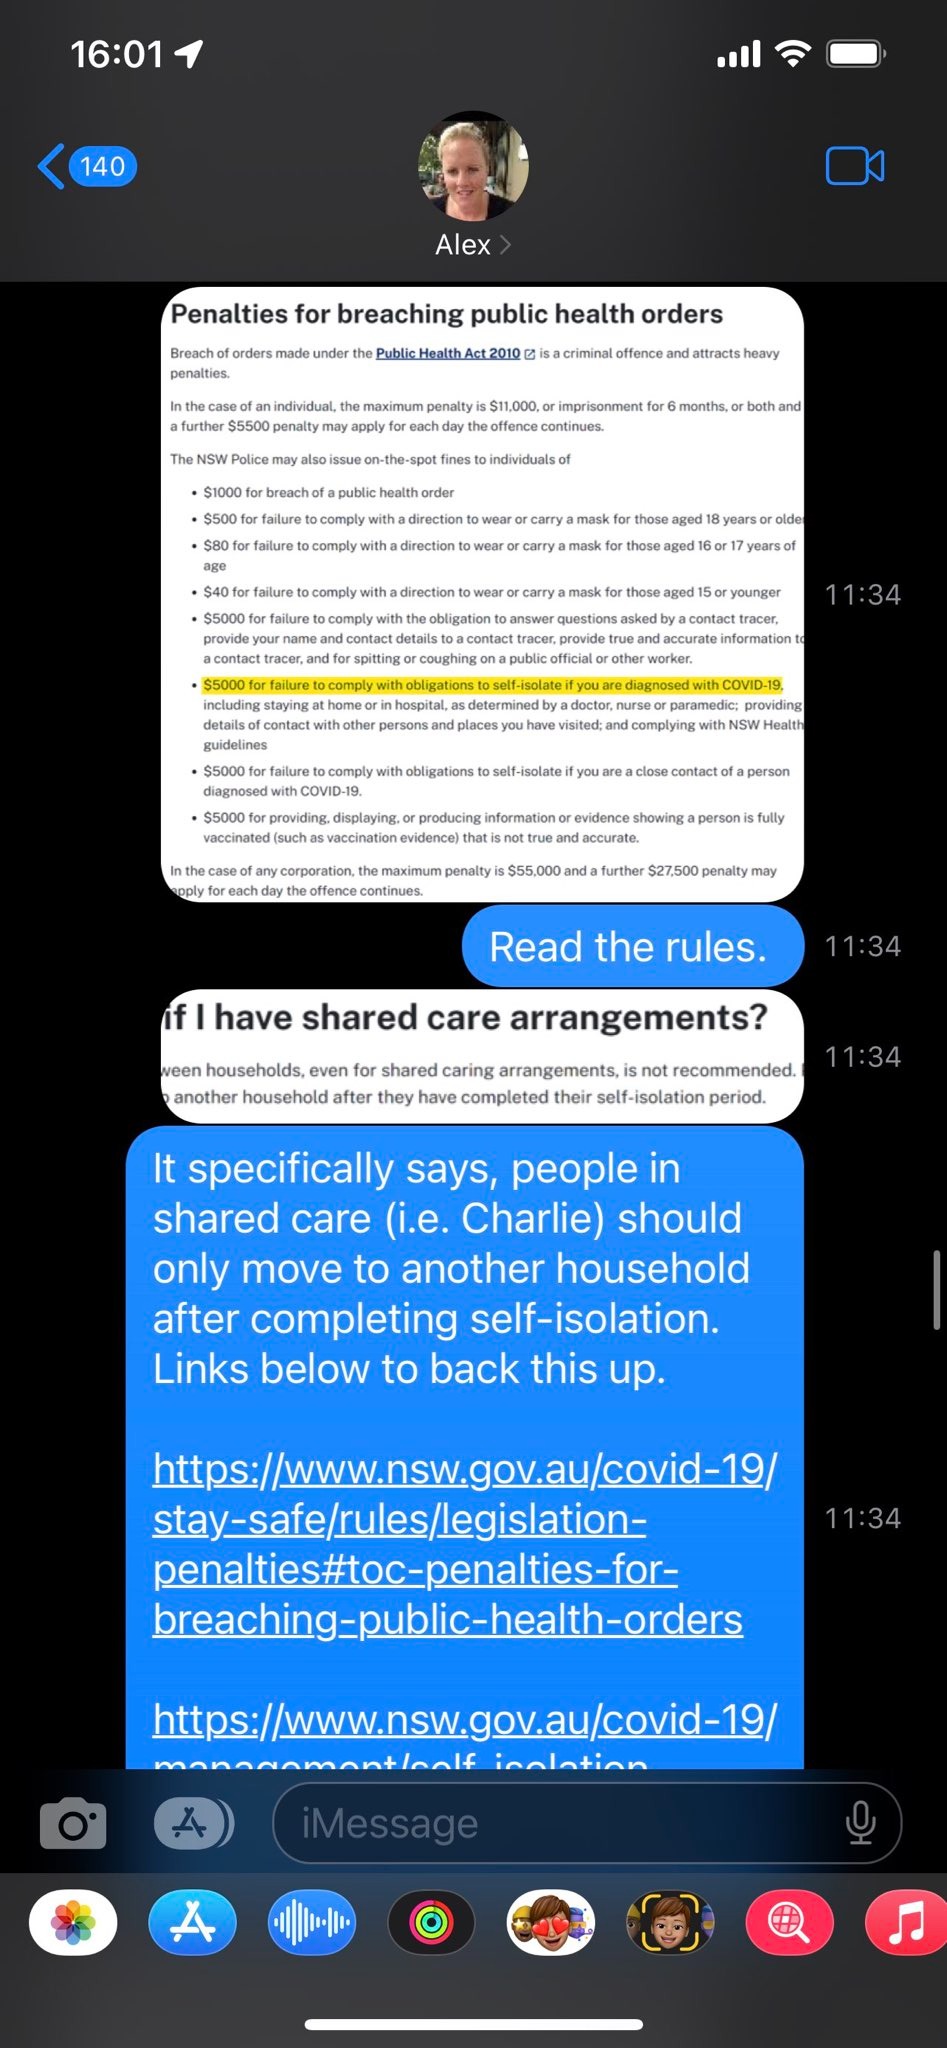 16:01
140
Alex
Penalties for breaching public health orders
Breach of orders made under the Public Health Act 2010 is a criminal offence and attracts heavy
penalties.
In the case of an individual, the maximum penalty is $11,000, or imprisonment for 6 months, or both and
a further $5500 penalty may apply for each day the offence continues.
The NSW Police may also issue on-the-spot fines to individuals of
• $1000 for breach of a public health order
• $500 for failure to comply with a direction to wear or carry a mask for those aged 18 years or older
• $80 for failure to comply with a direction to wear or carry a mask for those aged 16 or 17 years of
age
• $40 for failure to comply with a direction to wear or carry a mask for those aged 15 or younger
11:34
• $5000 for failure to comply with the obligation to answer questions asked by a contact tracer,
provide your name and contact details to a contact tracer, provide true and accurate information to
a contact tracer, and for spitting or coughing on a public official or other worker.
• $5000 for failure to comply with obligations to self-isolate if you are diagnosed with COVID-19,
including staying at home or in hospital, as determined by a doctor, nurse or paramedic; providing
details of contact with other persons and places you have visited; and complying with NSW Health
guidelines
• $5000 for failure to comply with obligations to self-isolate if you are a close contact of a person
diagnosed with COVID-19.
• $5000 for providing, displaying, or producing information or evidence showing a person is fully
vaccinated (such as vaccination evidence) that is not true and accurate.
In the case of any corporation, the maximum penalty is $55,000 and a further $27,500 penalty may
apply for each day the offence continues.
Read the rules.
11:34
if I have shared care arrangements?
ween households, even for shared caring arrangements, is not recommended.
another household after they have completed their self-isolation period.
11:34
It specifically says, people in
shared care (i.e. Charlie) should
only move to another household
after completing self-isolation.
Links below to back this up.
https://www.nsw.gov.au/covid-19/
stay-safe/rules/legislation-
penalties#toc-penalties-for-
breaching-public-health-orders
11:34
https://www.nsw.gov.au/covid-19/
management/self-isolation
iMessage